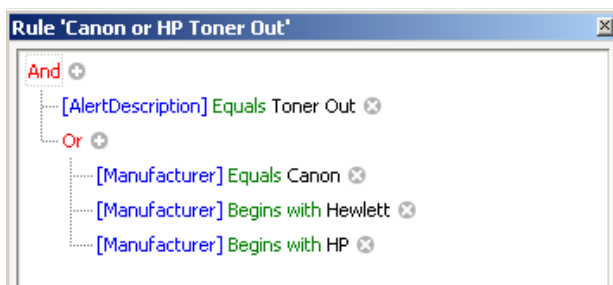 Rule 'Canon or HP Toner Out'
And
[AlertDescription] Equals Toner Out
Or
[Manufacturer] Equals Canon
[Manufacturer] Begins with Hewlett
[Manufacturer] Begins with HP